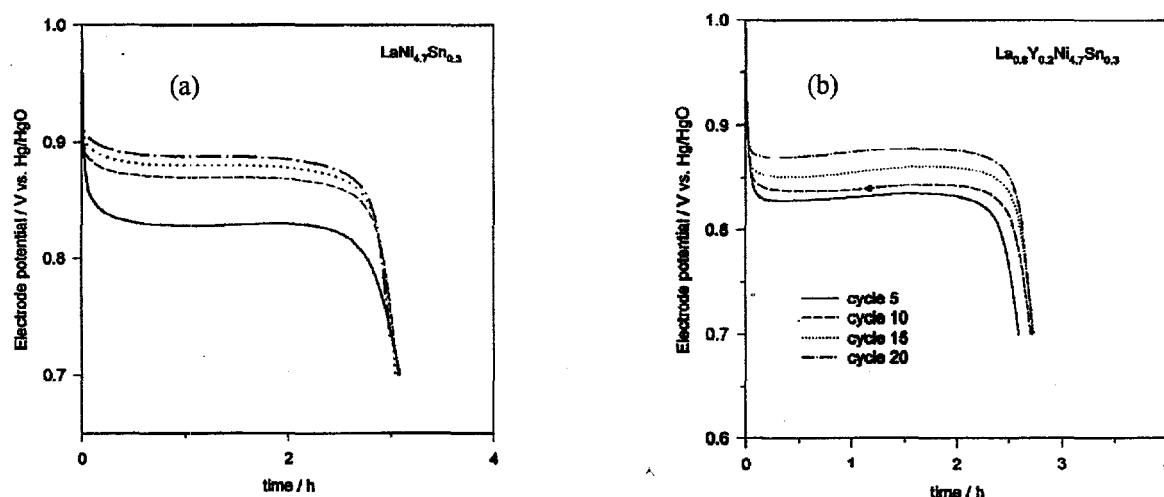 1.0
LaNi₄.₇Sn₀.₃
(a)
0.9
0.8
0.7
Electrode potential / V vs. Hg/HgO
0
2
4
time / h
1.0
La₀.₈Y₀.₂Ni₄.₇Sn₀.₃
(b)
0.9
0.8
0.7
0.6
Electrode potential / V vs. Hg/HgO
cycle 5
cycle 10
cycle 15
cycle 20
0
1
2
3
4
time / h